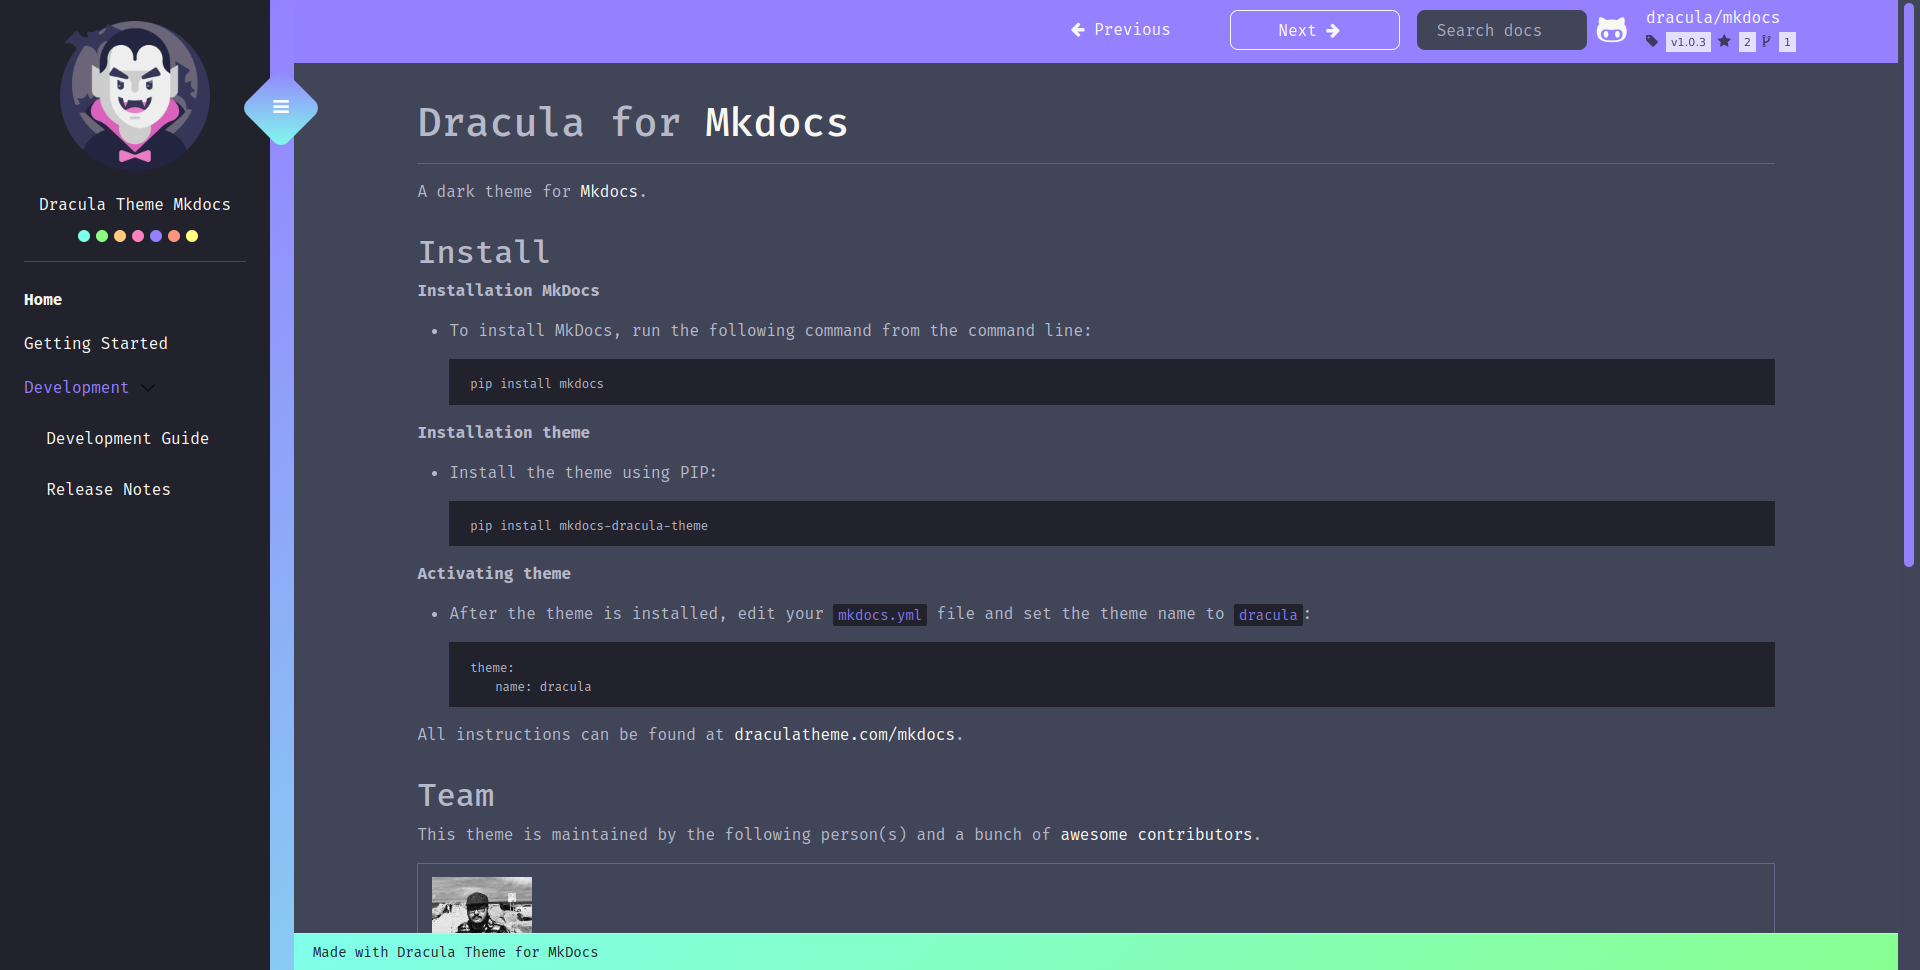 Dracula Theme Mkdocs
Home
Getting Started
Development
Development Guide
Release Notes
Previous
Next
Search docs
dracula/mkdocs
v1.0.3 2 1
Dracula for Mkdocs
A dark theme for Mkdocs.
Install
Installation MkDocs
• To install MkDocs, run the following command from the command line:
pip install mkdocs
Installation theme
• Install the theme using PIP:
pip install mkdocs-dracula-theme
Activating theme
• After the theme is installed, edit your mkdocs.yml file and set the theme name to dracula:
theme:
    name: dracula
All instructions can be found at draculatheme.com/mkdocs.
Team
This theme is maintained by the following person(s) and a bunch of awesome contributors.
Made with Dracula Theme for MkDocs